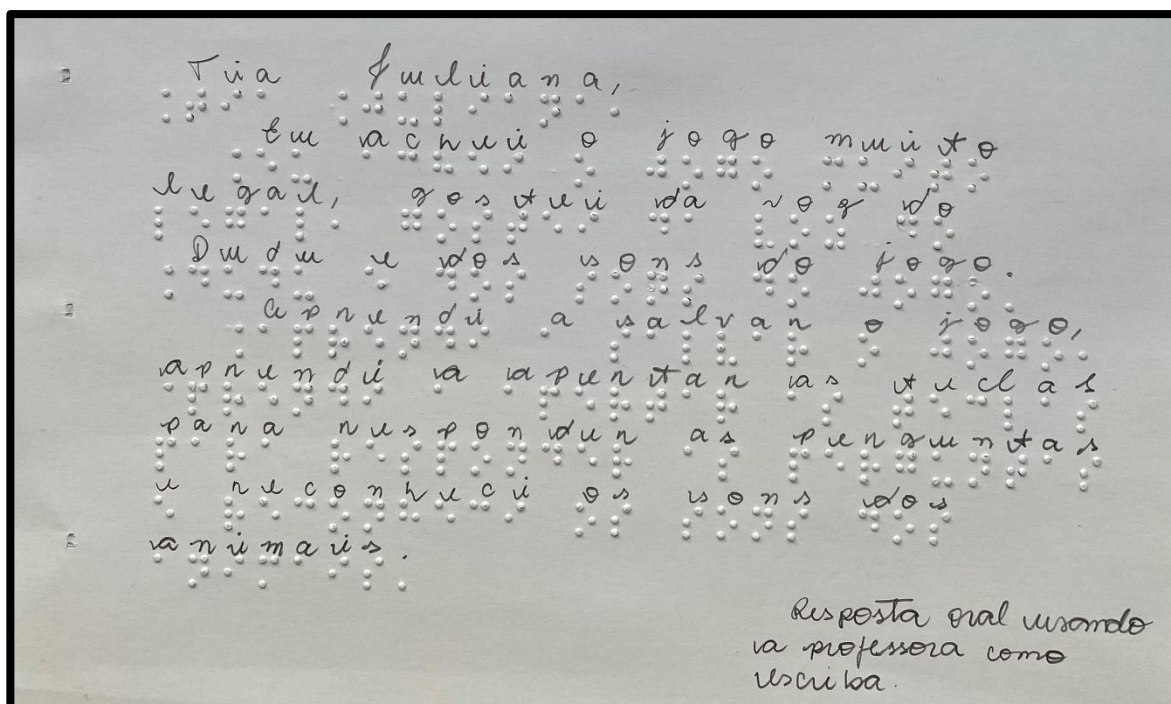 Tia Juliana,
Eu achei o jogo muito
legal, gostei da voz do
Dudu e dos sons do jogo.
Aprendi a salvar o jogo,
aprendi a apertar as teclas
para responder as perguntas
e reconheci os sons dos
animais.
Resposta oral usando
a professora como
escriba.